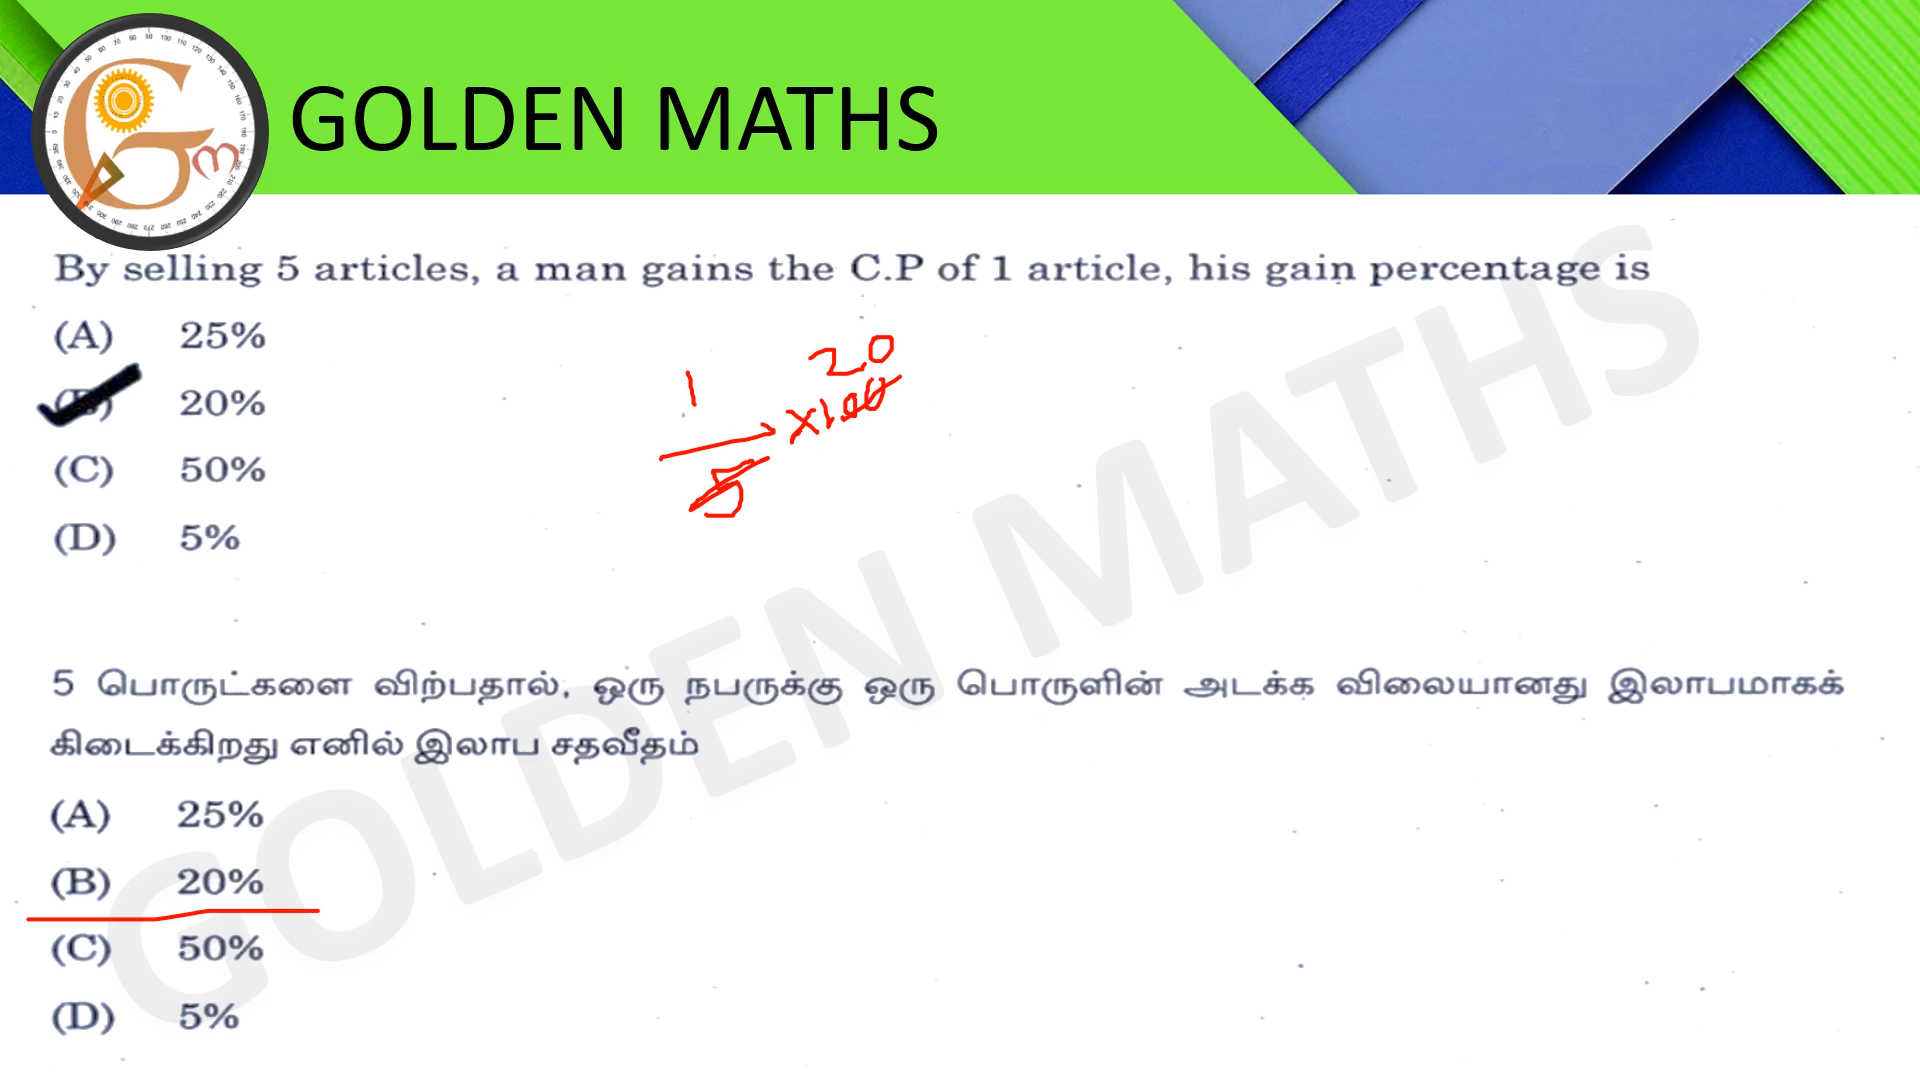 GOLDEN MATHS
By selling 5 articles, a man gains the C.P of 1 article, his gain percentage is
(A) 25%
(B) 20%
(C) 50%
(D) 5%
1
20
×100
5
5 பொருட்களை விற்பதால், ஒரு நபருக்கு ஒரு பொருளின் அடக்க விலையானது இலாபமாகக்
கிடைக்கிறது எனில் இலாப சதவீதம்
(A) 25%
(B) 20%
(C) 50%
(D) 5%
GOLDEN MATHS